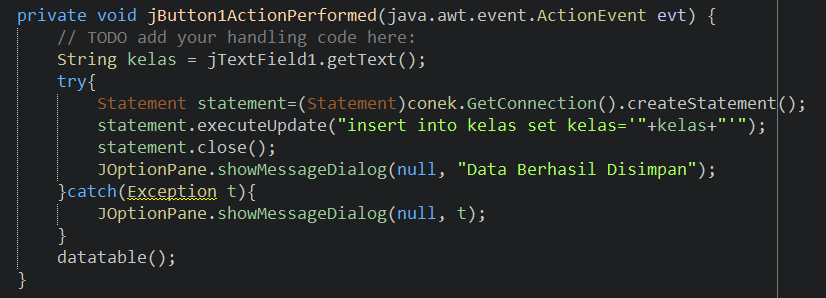 private void jButton1ActionPerformed(java.awt.event.ActionEvent evt) {
// TODO add your handling code here:
String kelas = jTextField1.getText();
try{
Statement statement=(Statement)conek.GetConnection().createStatement();
statement.executeUpdate("insert into kelas set kelas='"+kelas+"'");
statement.close();
JOptionPane.showMessageDialog(null, "Data Berhasil Disimpan");
}catch(Exception t){
JOptionPane.showMessageDialog(null, t);
}
datatable();
}